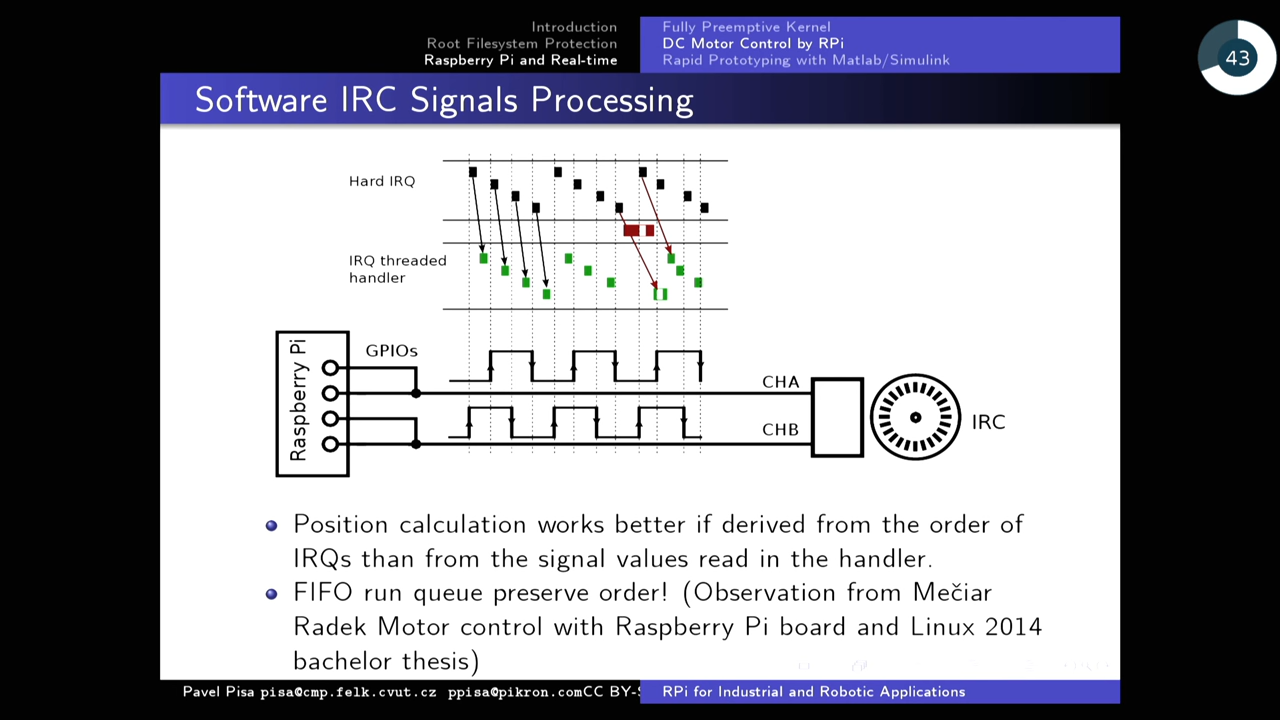 Introduction
Root Filesystem Protection
Raspberry Pi and Real-time
Fully Preemptive Kernel
DC Motor Control by RPi
Rapid Prototyping with Matlab/Simulink
43
Software IRC Signals Processing
Hard IRQ
IRQ threaded
handler
Raspberry Pi
GPIOs
CHA
CHB
IRC
Position calculation works better if derived from the order of
IRQs than from the signal values read in the handler.
FIFO run queue preserve order! (Observation from Mečiar
Radek Motor control with Raspberry Pi board and Linux 2014
bachelor thesis)
Pavel Pisa pisa@cmp.felk.cvut.cz ppisa@pikron.comCC BY-S
RPi for Industrial and Robotic Applications